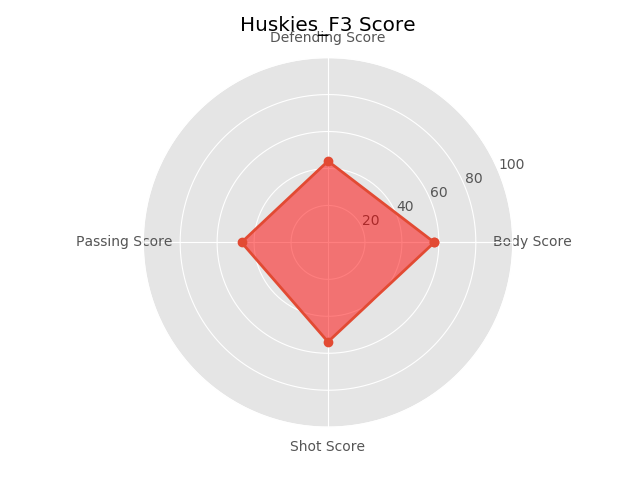 Huskies_F3 Score
Defending Score
100
80
60
40
20
Passing Score
Body Score
Shot Score